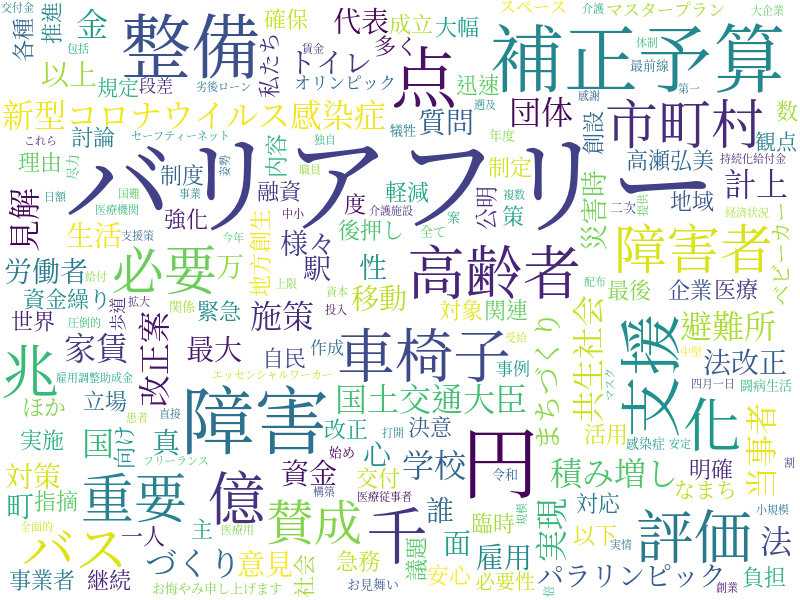 交付金
各種
推進
金
整備
確保
私たち
代表
多く
成立
大幅
スペース
介護
マスタープラン
大企業
補正予算
包括
賃金
トイレ
体制
最前線
以上
規定
段差
劣後ローン
オリンピック
点
迅速
感謝
第一
新型コロナウイルス感染症
遡及
団体
市町村
数
これら
討論
セーフティーネット
独自
犠牲
質問
年度
創設
観点
理由
尽力
姿勢
職員
内容
制度
制定
高瀬弘美
持続化給付金
日額
国難
事業
バリアフリー
融資
軽減
公明
計上
見解
医療機関
強化
中小
度
介護施設
策
案
複数
災害時
二次
提供
地域
経済状況
生活
支援策
今年
地方創生
様々
後押し
全て
障害者
ベビーカー
労働者
必要
給付
万
駅
性
高齢者
配布
最後
企業
医療
資金繰り
拡大
上限
資本
移動
歩道
関係
緊急
施策
投入
対象
関連
支援
避難所
世界
圧倒的
改正案
家賃
最大
自民
作成
車椅子
受給
事例
まちづくり
共生社会
中堅
法改正
兆
雇用調整助成金
エッセンシャルワーカー
マスク
四月一日
闘病生活
ほか
立場
患者
直接
障害
打開
国土交通大臣
化
当事者
実施
向け
国
真
フリーランス
始め
改正
決意
活用
感染症
安定
割
対策
重要
億
資金
構築
心
交付
学校
円
令和
積み増し
明確
町
指摘
医療従事者
誰
規模
なまち
小規模
全面的
主
一人
医療用
賛成
千
臨時
実現
対応
以下
実情
評価
法
バス
づくり
意見
社会
急務
議題
面
雇用
事業者
継続
お悔やみ申し上げます
お見舞い
安心
必要性
倍
パラリンピック
創業
負担